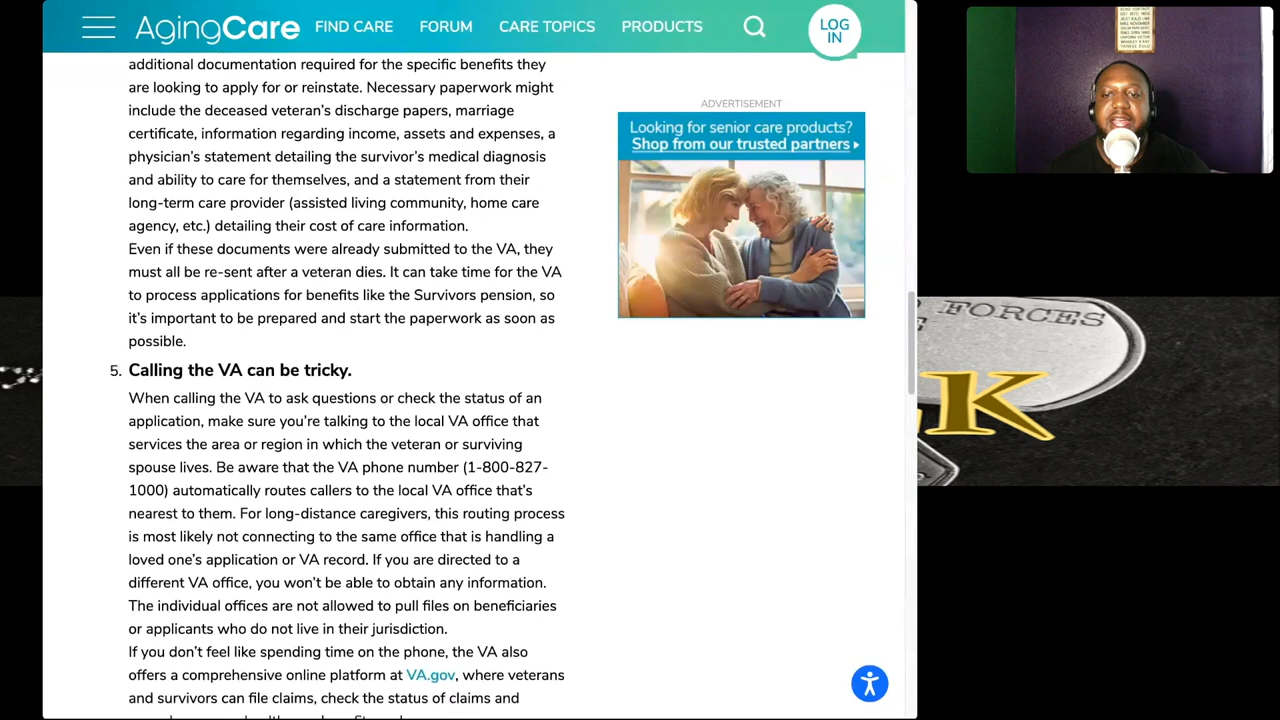 AgingCare
FIND CARE
UM
CARE TOPICS
PRODUCTS
LOG
IN
additional documentation required for the specific benefits they
are looking to apply for or reinstate. Necessary paperwork might
include the deceased veteran's discharge papers, marriage
certificate, information regarding income, assets and expenses, a
physician's statement detailing the survivor's medical diagnosis
and ability to care for themselves, and a statement from their
long-term care provider (assisted living community, home care
agency, etc.) detailing their cost of care information.
Even if these documents were already submitted to the VA, they
must all be re-sent after a veteran dies. It can take time for the VA
to process applications for benefits like the Survivors pension, so
it's important to be prepared and start the paperwork as soon as
possible.
5. Calling the VA can be tricky.
When calling the VA to ask questions or check the status of an
application, make sure you're talking to the local VA office that
services the area or region in which the veteran or surviving
spouse lives. Be aware that the VA phone number (1-800-827-
1000) automatically routes callers to the local VA office that's
nearest to them. For long-distance caregivers, this routing process
is most likely not connecting to the same office that is handling a
loved one's application or VA record. If you are directed to a
different VA office, you won't be able to obtain any information.
The individual offices are not allowed to pull files on beneficiaries
or applicants who do not live in their jurisdiction.
If you don't feel like spending time on the phone, the VA also
offers a comprehensive online platform at VA.gov, where veterans
and survivors can file claims, check the status of claims and
ADVERTISEMENT
Looking for senior care products?
Shop from our trusted partners
FORCES
K